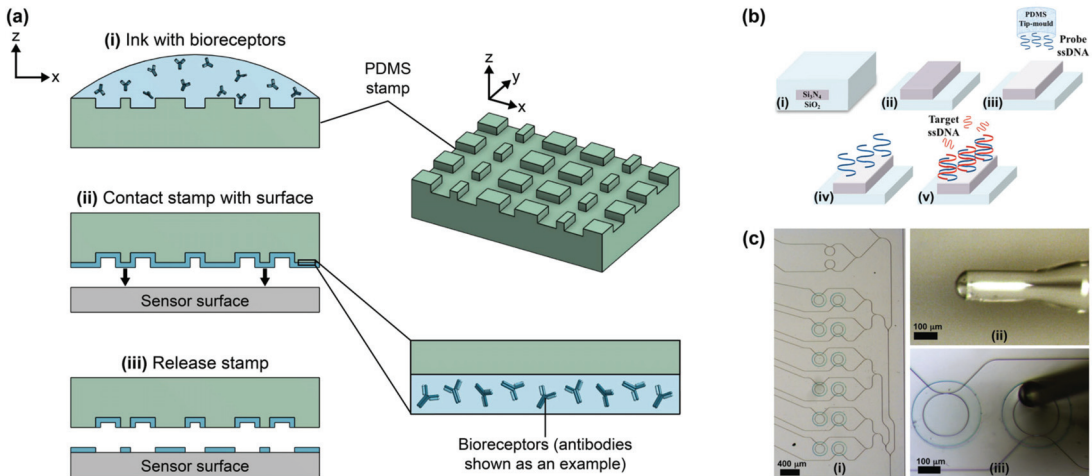 (a)
z
x
(i) Ink with bioreceptors
PDMS
stamp
z
y
x
(ii) Contact stamp with surface
Sensor surface
(iii) Release stamp
Sensor surface
Bioreceptors (antibodies
shown as an example)
(b)
PDMS
Tip-mould
Probe
ssDNA
Si₃N₄
SiO₂
(i)
(ii)
(iii)
Target
ssDNA
(iv)
(v)
(c)
400 µm
(i)
100 µm
(ii)
100 µm
(iii)